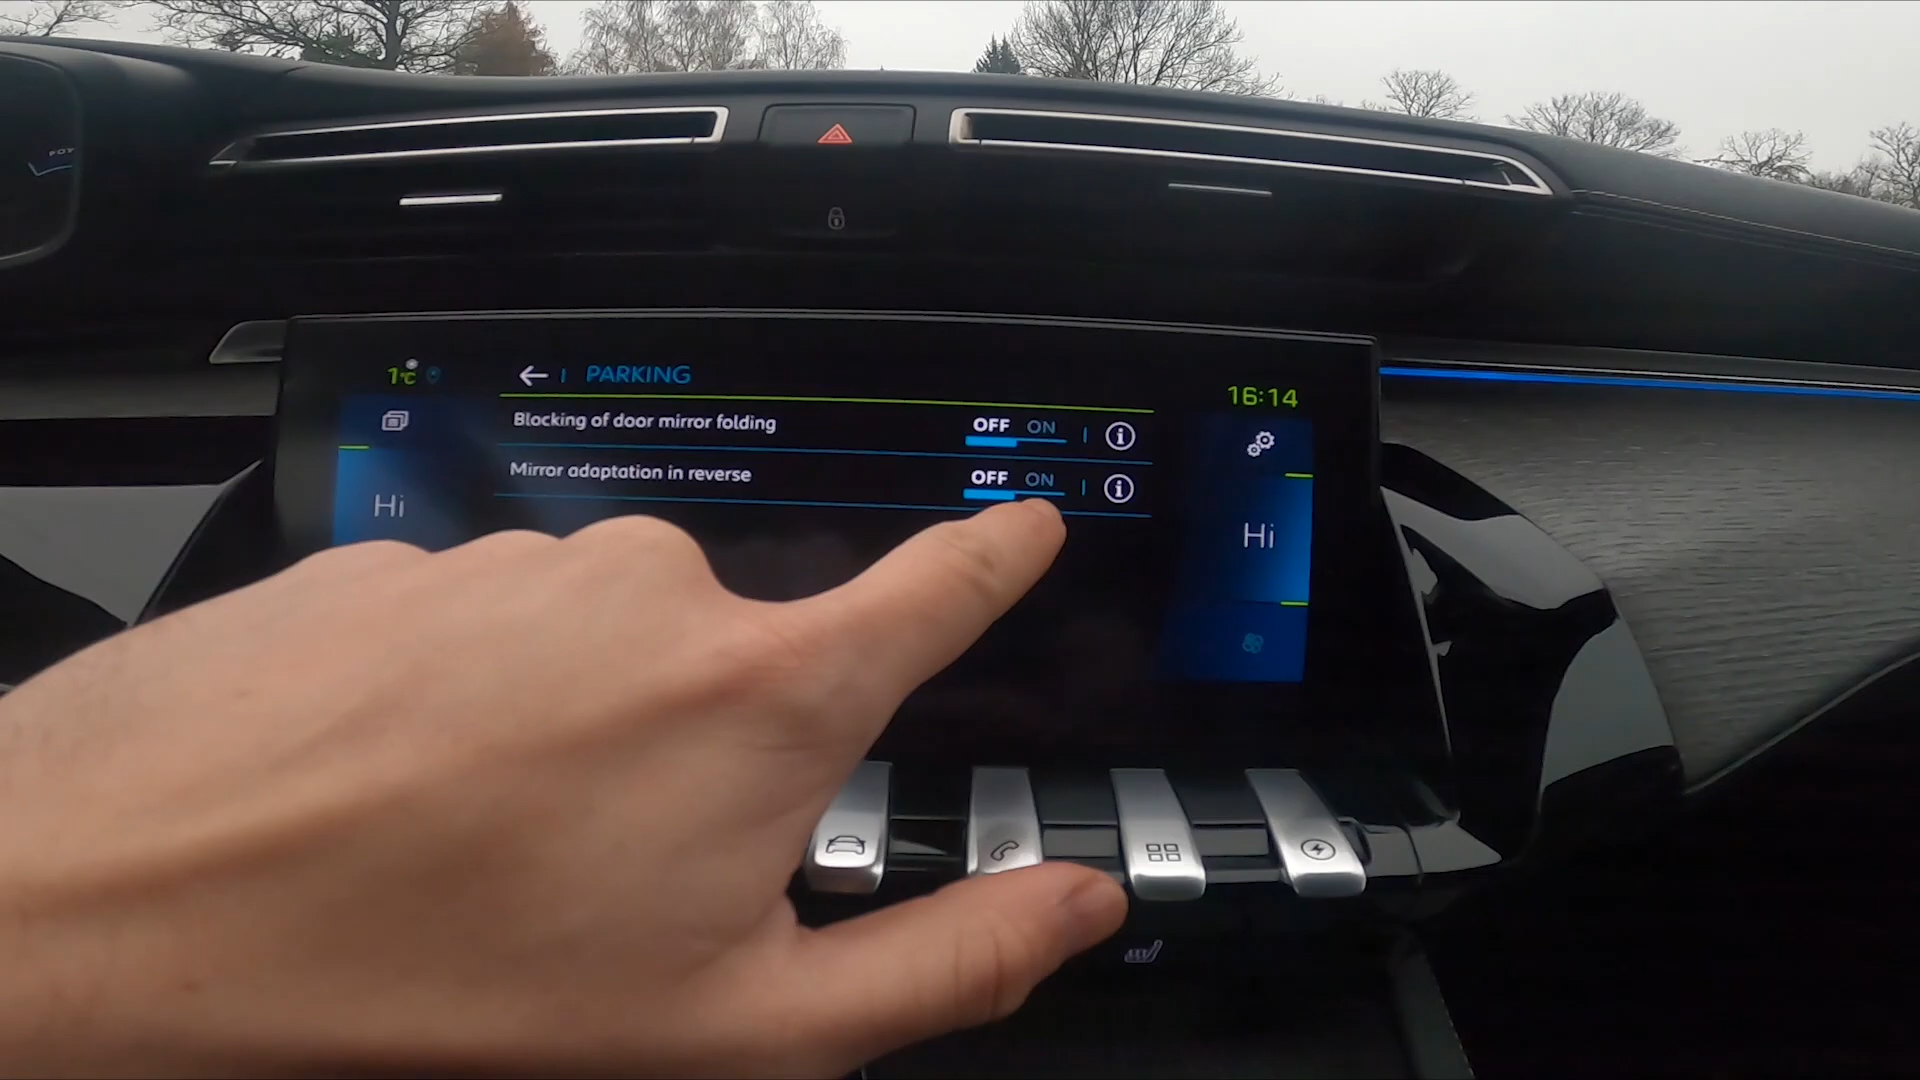 1°C
PARKING
16:14
Blocking of door mirror folding OFF ON
Mirror adaptation in reverse OFF ON
Hi
Hi